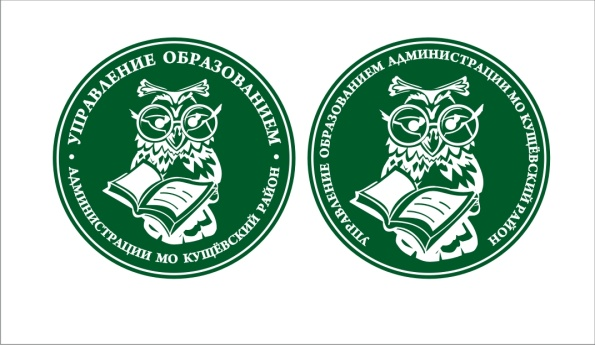 УПРАВЛЕНИЕ ОБРАЗОВАНИЕМ
• АДМИНИСТРАЦИИ МО КУЩЁВСКИЙ РАЙОН •
УПРАВЛЕНИЕ ОБРАЗОВАНИЕМ АДМИНИСТРАЦИИ МО КУЩЁВСКИЙ РАЙОН